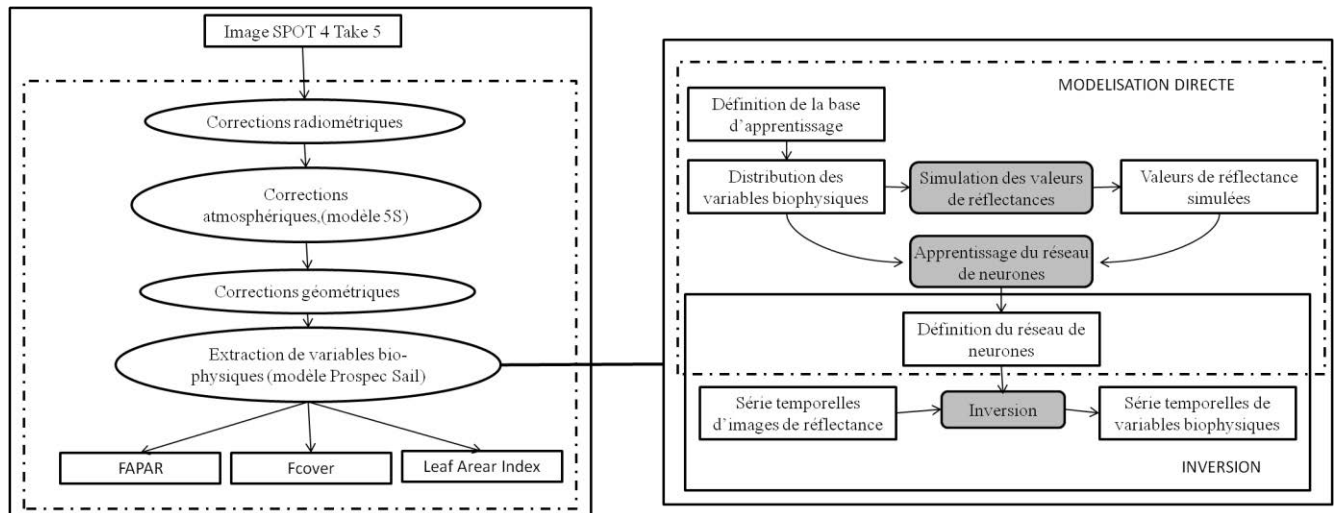 Image SPOT 4 Take 5
Corrections radiométriques
Corrections
atmosphériques,(modèle 5S)
Corrections géométriques
Extraction de variables bio-
physiques (modèle Prospec Sail)
FAPAR
Fcover
Leaf Arear Index
MODELISATION DIRECTE
Définition de la base
d'apprentissage
Distribution des
variables biophysiques
Simulation des valeurs
de réflectances
Valeurs de réflectance
simulées
Apprentissage du réseau
de neurones
Définition du réseau de
neurones
Série temporelles
d'images de réflectance
Inversion
Série temporelles de
variables biophysiques
INVERSION